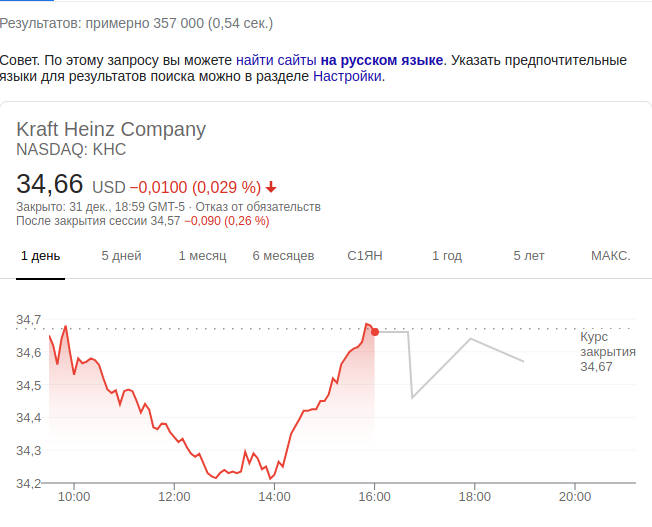 Результатов: примерно 357 000 (0,54 сек.)
Совет. По этому запросу вы можете найти сайты на русском языке. Указать предпочтительные
языки для результатов поиска можно в разделе Настройки.
Kraft Heinz Company
NASDAQ: KHC
34,66 USD −0,0100 (0,029 %)
Закрыто: 31 дек., 18:59 GMT-5 · Отказ от обязательств
После закрытия сессии 34,57 −0,090 (0,26 %)
1 день 5 дней 1 месяц 6 месяцев С1ЯН 1 год 5 лет МАКС.
34,7
34,6
34,5
34,4
34,3
34,2
Курс
закрытия
34,67
10:00 12:00 14:00 16:00 18:00 20:00